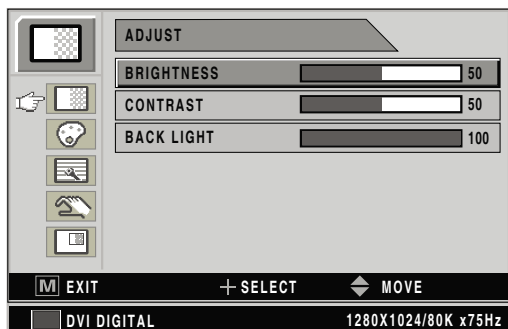 ADJUST
BRIGHTNESS 50
CONTRAST 50
BACK LIGHT 100
M EXIT + SELECT MOVE
DVI DIGITAL 1280X1024/80K x75Hz